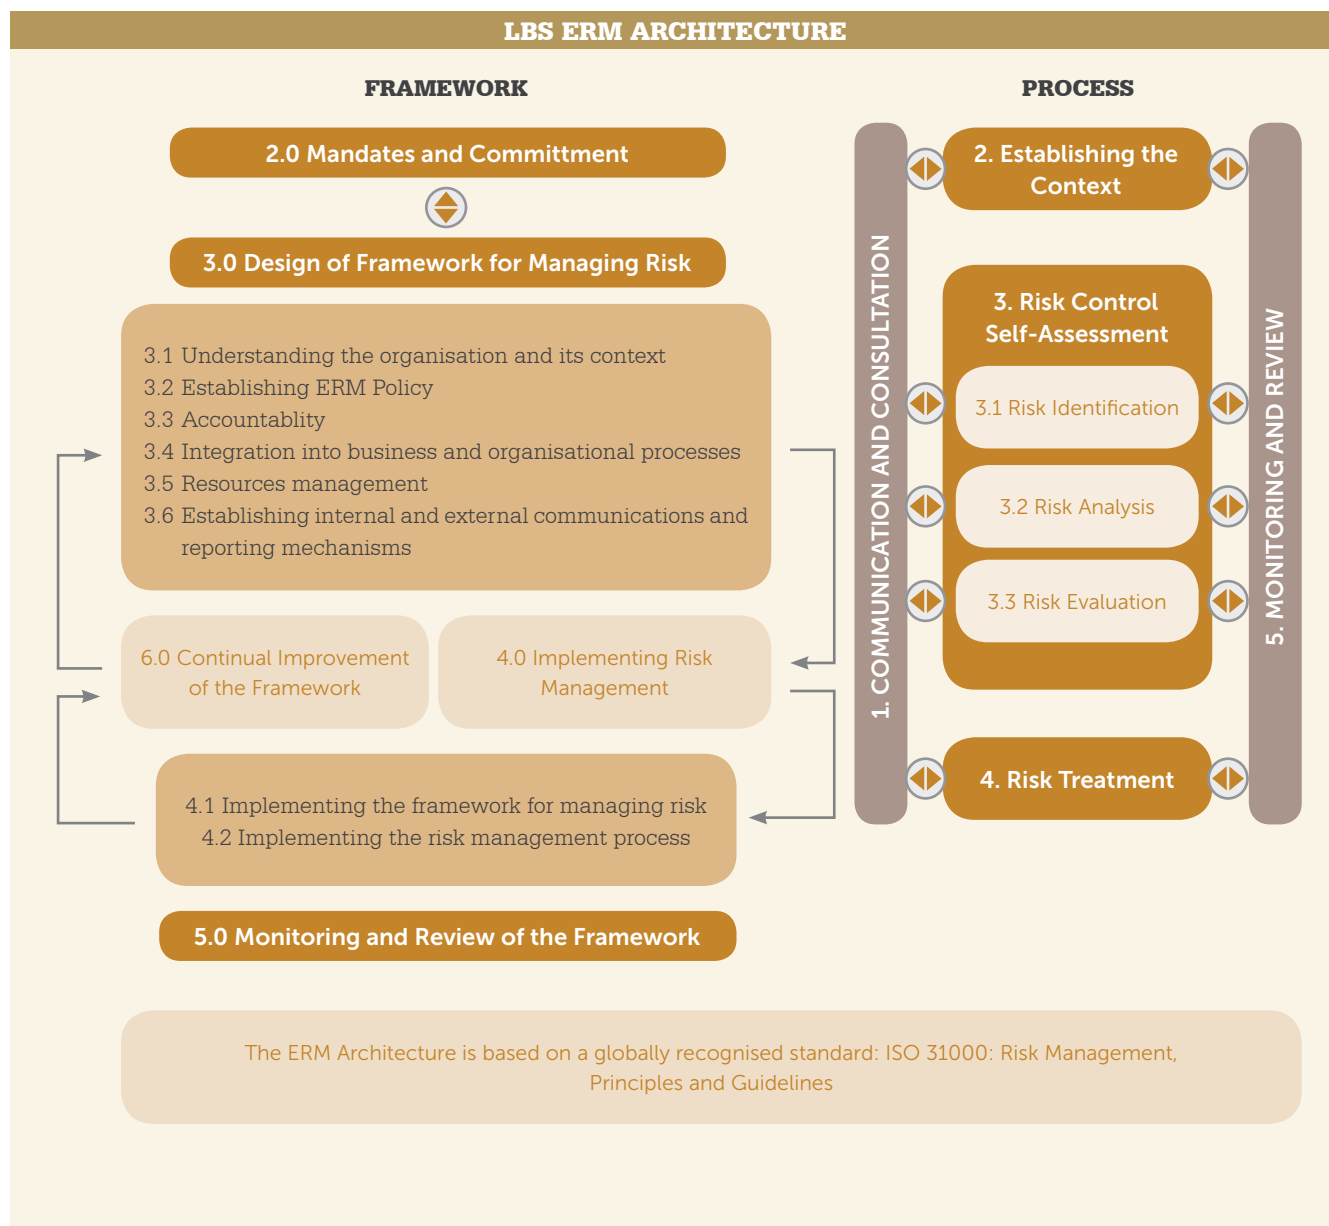 LBS ERM ARCHITECTURE
FRAMEWORK
2.0 Mandates and Committment
3.0 Design of Framework for Managing Risk
3.1 Understanding the organisation and its context
3.2 Establishing ERM Policy
3.3 Accountablity
3.4 Integration into business and organisational processes
3.5 Resources management
3.6 Establishing internal and external communications and
reporting mechanisms
6.0 Continual Improvement
of the Framework
4.0 Implementing Risk
Management
4.1 Implementing the framework for managing risk
4.2 Implementing the risk management process
5.0 Monitoring and Review of the Framework
PROCESS
1. COMMUNICATION AND CONSULTATION
2. Establishing the
Context
3. Risk Control
Self-Assessment
3.1 Risk Identification
3.2 Risk Analysis
3.3 Risk Evaluation
4. Risk Treatment
5. MONITORING AND REVIEW
The ERM Architecture is based on a globally recognised standard: ISO 31000: Risk Management,
Principles and Guidelines